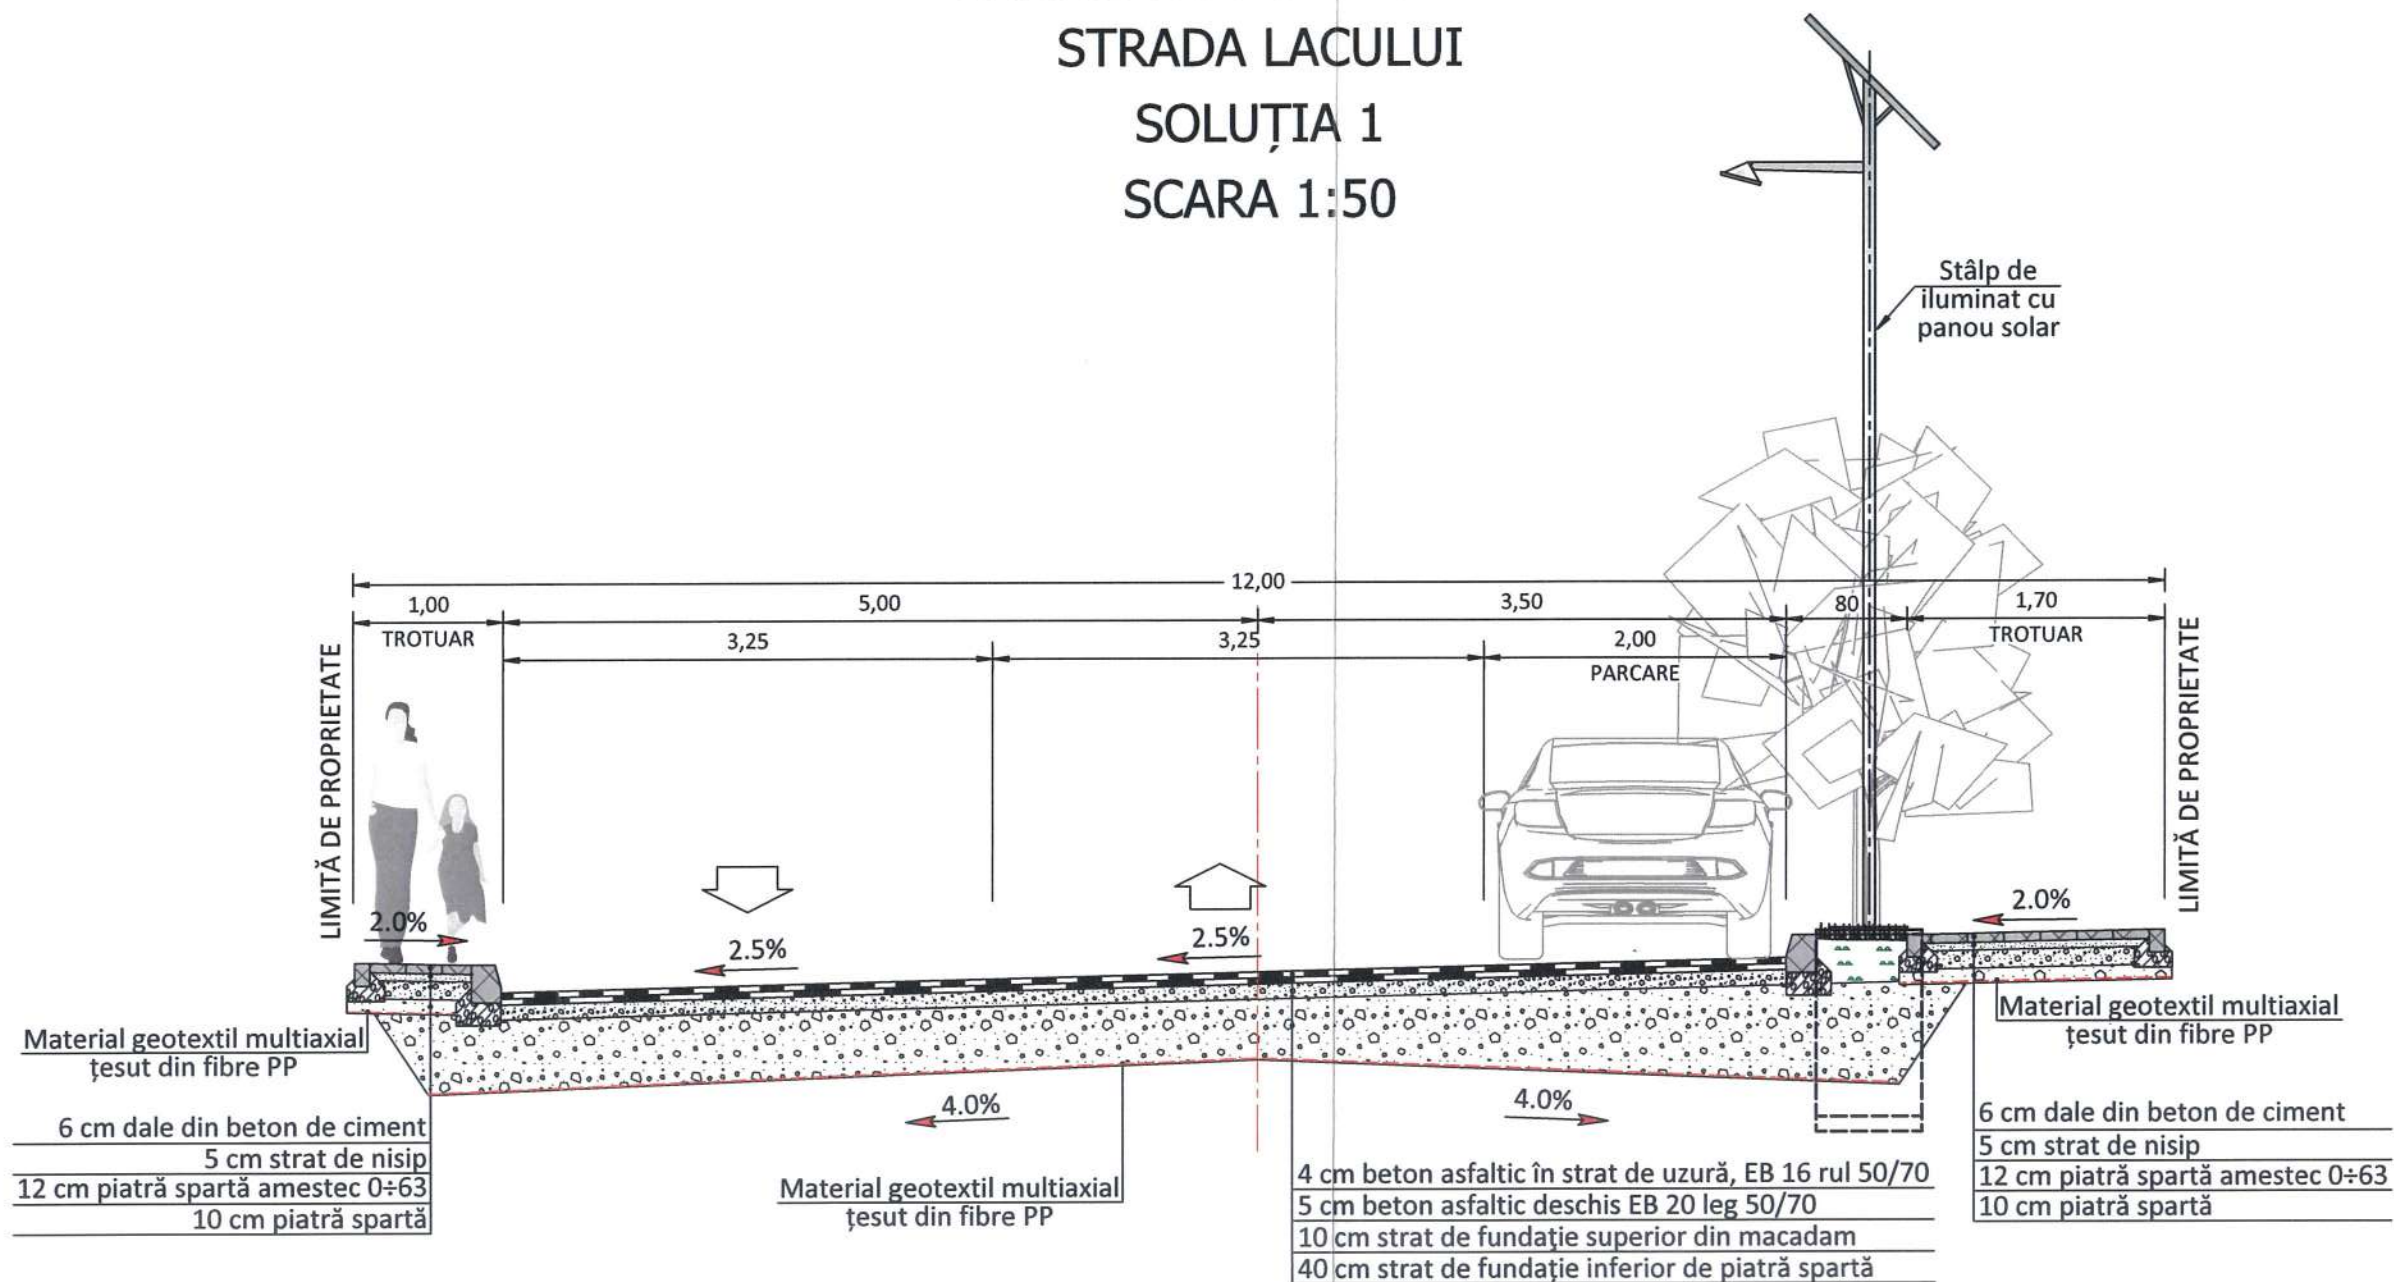 STRADA LACULUI
SOLUȚIA 1
SCARA 1:50
Stâlp de
iluminat cu
panou solar
12,00
1,00
5,00
3,50
80
1,70
TROTUAR
3,25
3,25
2,00
TROTUAR
PARCARE
LIMITĂ DE PROPRIETATE
LIMITĂ DE PROPRIETATE
2.0%
2.5%
2.5%
2.0%
Material geotextil multiaxial
țesut din fibre PP
Material geotextil multiaxial
țesut din fibre PP
4.0%
4.0%
6 cm dale din beton de ciment
5 cm strat de nisip
12 cm piatră spartă amestec 0÷63
10 cm piatră spartă
Material geotextil multiaxial
țesut din fibre PP
4 cm beton asfaltic în strat de uzură, EB 16 rul 50/70
5 cm beton asfaltic deschis EB 20 leg 50/70
10 cm strat de fundație superior din macadam
40 cm strat de fundație inferior de piatră spartă
6 cm dale din beton de ciment
5 cm strat de nisip
12 cm piatră spartă amestec 0÷63
10 cm piatră spartă